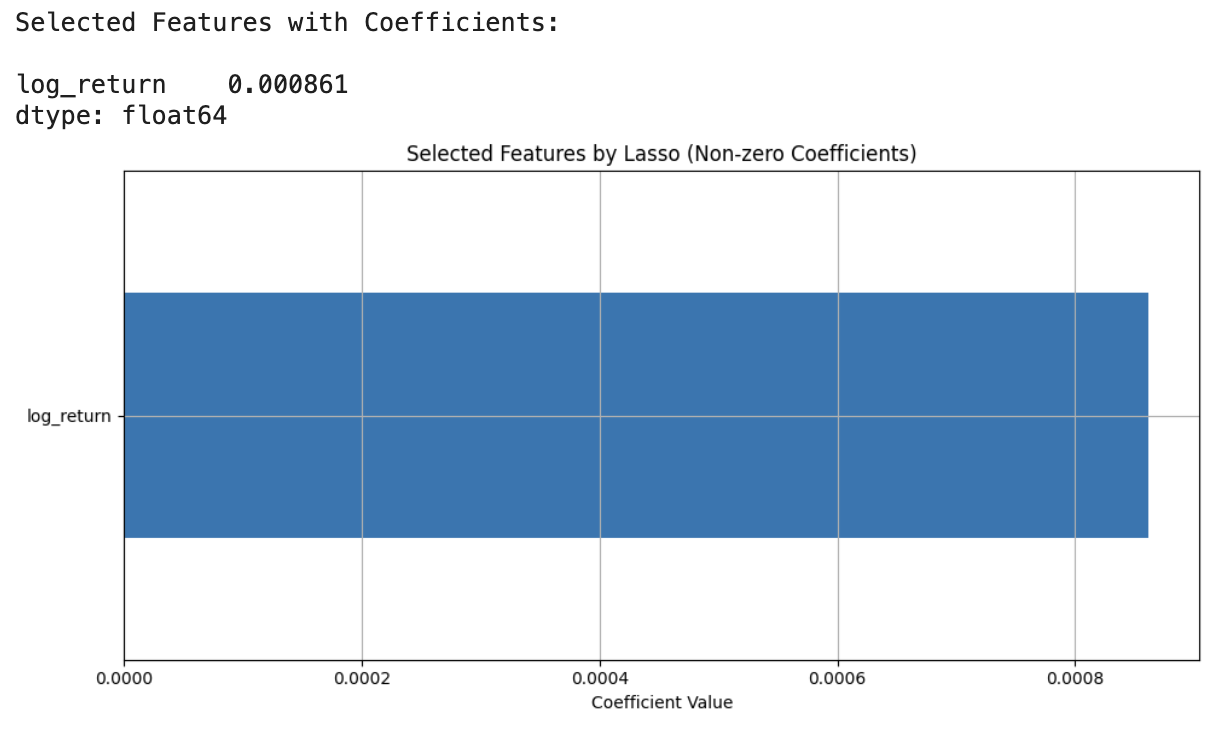 Selected Features with Coefficients:
log_return    0.000861
dtype: float64
Selected Features by Lasso (Non-zero Coefficients)
log_return
0.0000 0.0002 0.0004 0.0006 0.0008
Coefficient Value